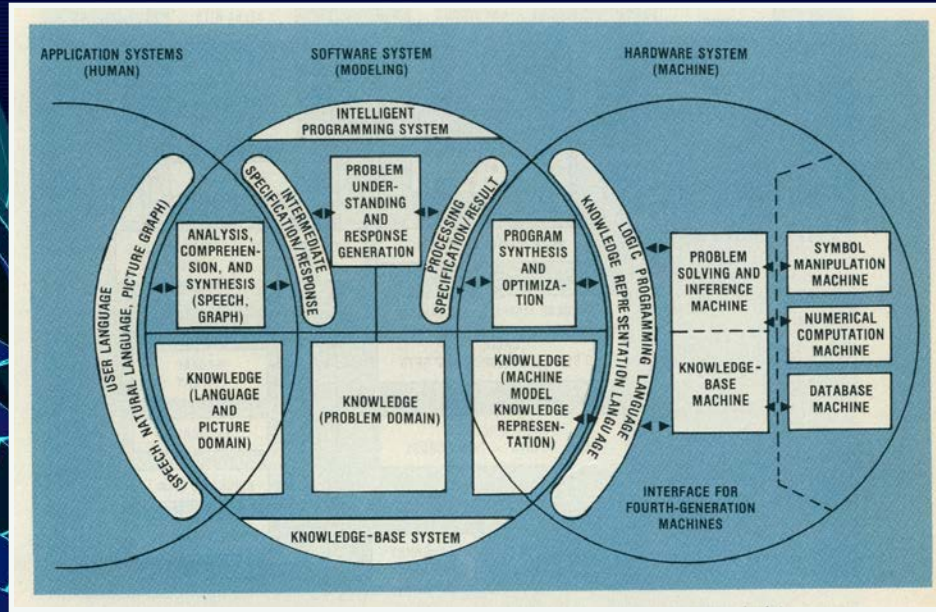 APPLICATION SYSTEMS
(HUMAN)
SOFTWARE SYSTEM
(MODELING)
HARDWARE SYSTEM
(MACHINE)
INTELLIGENT
PROGRAMMING SYSTEM
USER LANGUAGE
(SPEECH, NATURAL LANGUAGE, PICTURE GRAPH)
ANALYSIS,
COMPREHEN-
SION, AND
SYNTHESIS
(SPEECH,
GRAPH)
INTERMEDIATE
SPECIFICATION/RESPONSE
PROBLEM
UNDER-
STANDING
AND
RESPONSE
GENERATION
PROCESSING
SPECIFICATION/RESULT
PROGRAM
SYNTHESIS
AND
OPTIMIZA-
TION
LOGIC PROGRAMMING LANGUAGE
KNOWLEDGE REPRESENTATION LANGUAGE
PROBLEM
SOLVING AND
INFERENCE
MACHINE
KNOWLEDGE-
BASE
MACHINE
SYMBOL
MANIPULATION
MACHINE
NUMERICAL
COMPUTATION
MACHINE
DATABASE
MACHINE
KNOWLEDGE
(LANGUAGE
AND
PICTURE
DOMAIN)
KNOWLEDGE
(PROBLEM DOMAIN)
KNOWLEDGE
(MACHINE
MODEL
KNOWLEDGE
REPRESEN-
TATION)
INTERFACE FOR
FOURTH-GENERATION
MACHINES
KNOWLEDGE-BASE SYSTEM